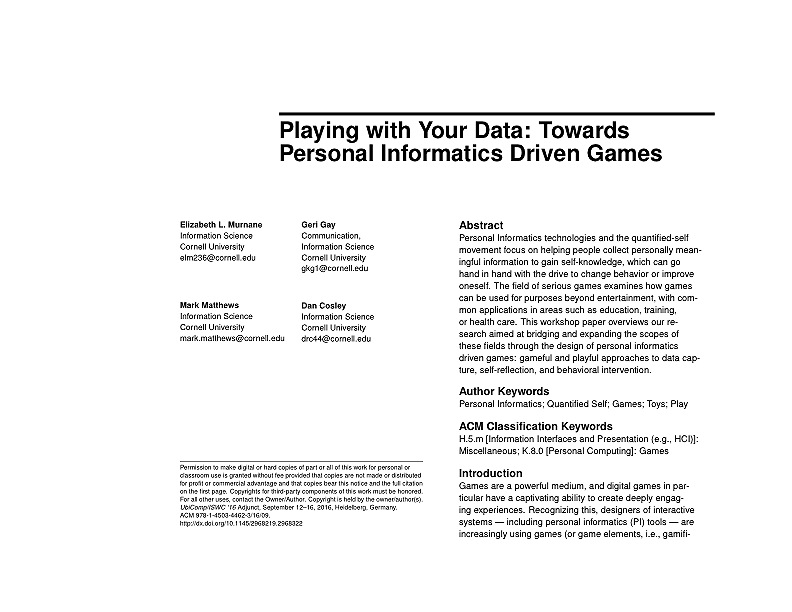 Playing with Your Data: Towards
Personal Informatics Driven Games
Elizabeth L. Murnane
Information Science
Cornell University
elm236@cornell.edu
Geri Gay
Communication,
Information Science
Cornell University
gkg1@cornell.edu
Mark Matthews
Information Science
Cornell University
mark.matthews@cornell.edu
Dan Cosley
Information Science
Cornell University
drc44@cornell.edu
Permission to make digital or hard copies of part or all of this work for personal or
classroom use is granted without fee provided that copies are not made or distributed
for profit or commercial advantage and that copies bear this notice and the full citation
on the first page. Copyrights for third-party components of this work must be honored.
For all other uses, contact the Owner/Author. Copyright is held by the owner/author(s).
UbiComp/ISWC '16 Adjunct, September 12–16, 2016, Heidelberg, Germany.
ACM 978-1-4503-4462-3/16/09.
http://dx.doi.org/10.1145/2968219.2968322
Abstract
Personal Informatics technologies and the quantified-self
movement focus on helping people collect personally mean-
ingful information to gain self-knowledge, which can go
hand in hand with the drive to change behavior or improve
oneself. The field of serious games examines how games
can be used for purposes beyond entertainment, with com-
mon applications in areas such as education, training,
or health care. This workshop paper overviews our re-
search aimed at bridging and expanding the scopes of
these fields through the design of personal informatics
driven games: gameful and playful approaches to data cap-
ture, self-reflection, and behavioral intervention.
Author Keywords
Personal Informatics; Quantified Self; Games; Toys; Play
ACM Classification Keywords
H.5.m [Information Interfaces and Presentation (e.g., HCI)]:
Miscellaneous; K.8.0 [Personal Computing]: Games
Introduction
Games are a powerful medium, and digital games in par-
ticular have a captivating ability to create deeply engag-
ing experiences. Recognizing this, designers of interactive
systems — including personal informatics (PI) tools — are
increasingly using games (or game elements, i.e., gamifi-